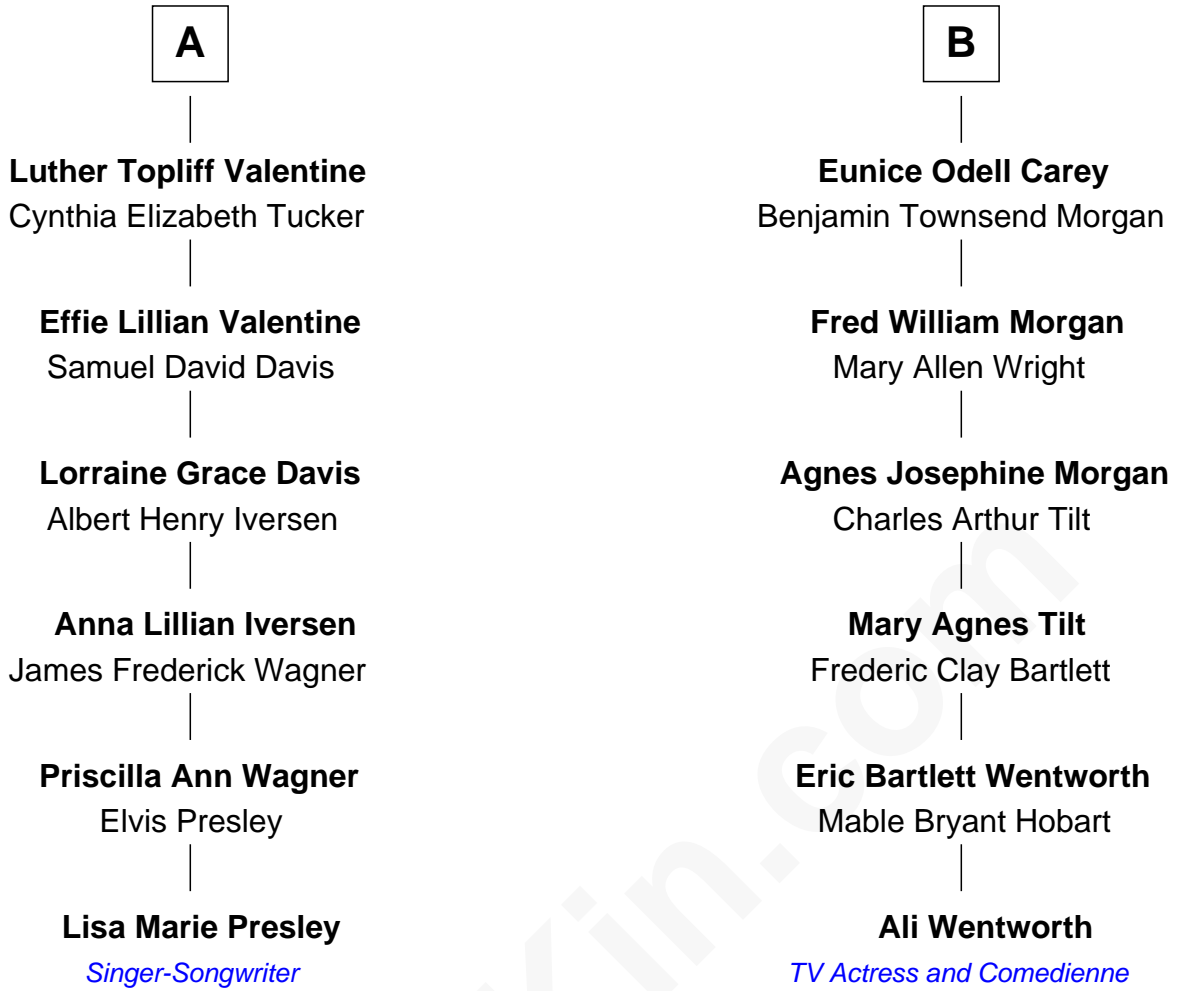 A
B
Luther Topliff Valentine
Cynthia Elizabeth Tucker
Eunice Odell Carey
Benjamin Townsend Morgan
Effie Lillian Valentine
Samuel David Davis
Fred William Morgan
Mary Allen Wright
Lorraine Grace Davis
Albert Henry Iversen
Agnes Josephine Morgan
Charles Arthur Tilt
Anna Lillian Iversen
James Frederick Wagner
Mary Agnes Tilt
Frederic Clay Bartlett
Priscilla Ann Wagner
Elvis Presley
Eric Bartlett Wentworth
Mable Bryant Hobart
Lisa Marie Presley
Singer-Songwriter
Ali Wentworth
TV Actress and Comedienne
Kin.com